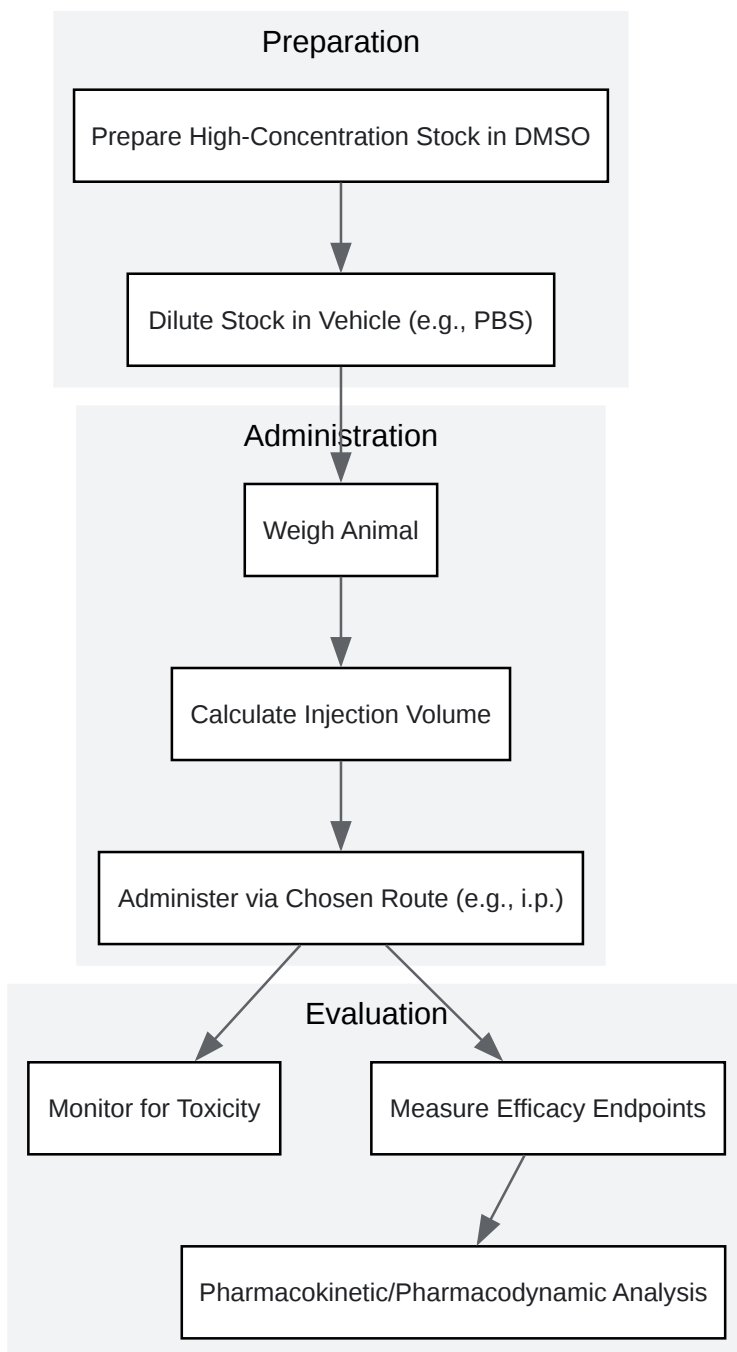 Preparation
Prepare High-Concentration Stock in DMSO
Dilute Stock in Vehicle (e.g., PBS)
Administration
Weigh Animal
Calculate Injection Volume
Administer via Chosen Route (e.g., i.p.)
Evaluation
Monitor for Toxicity
Measure Efficacy Endpoints
Pharmacokinetic/Pharmacodynamic Analysis